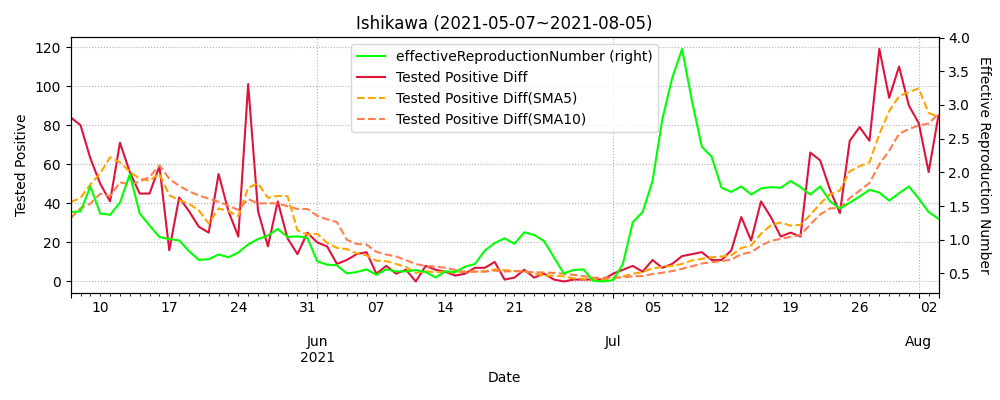 Ishikawa (2021-05-07~2021-08-05)
effectiveReproductionNumber (right)
Tested Positive Diff
Tested Positive Diff(SMA5)
Tested Positive Diff(SMA10)
Tested Positive
120
100
80
60
40
20
0
4.0
3.5
3.0
2.5
2.0
1.5
1.0
0.5
Effective Reproduction Number
10 17 24 31 07 14 21 28 05 12 19 26 02
Jun Jul Aug
2021
Date